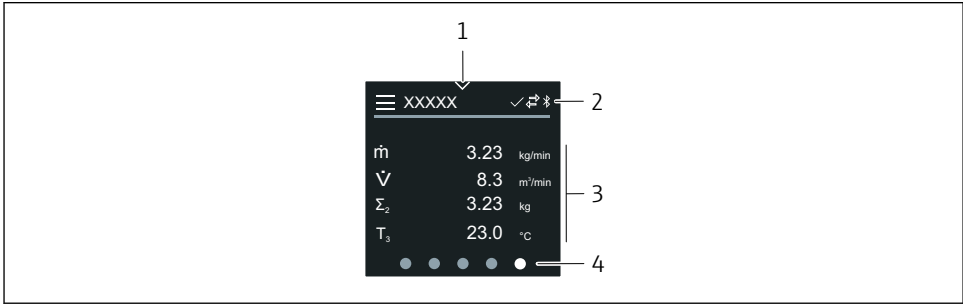 1
XXXXX
2
ṁ 3.23 kg/min
V̇ 8.3 m³/min
3
Σ₂ 3.23 kg
T₃ 23.0 °C
4